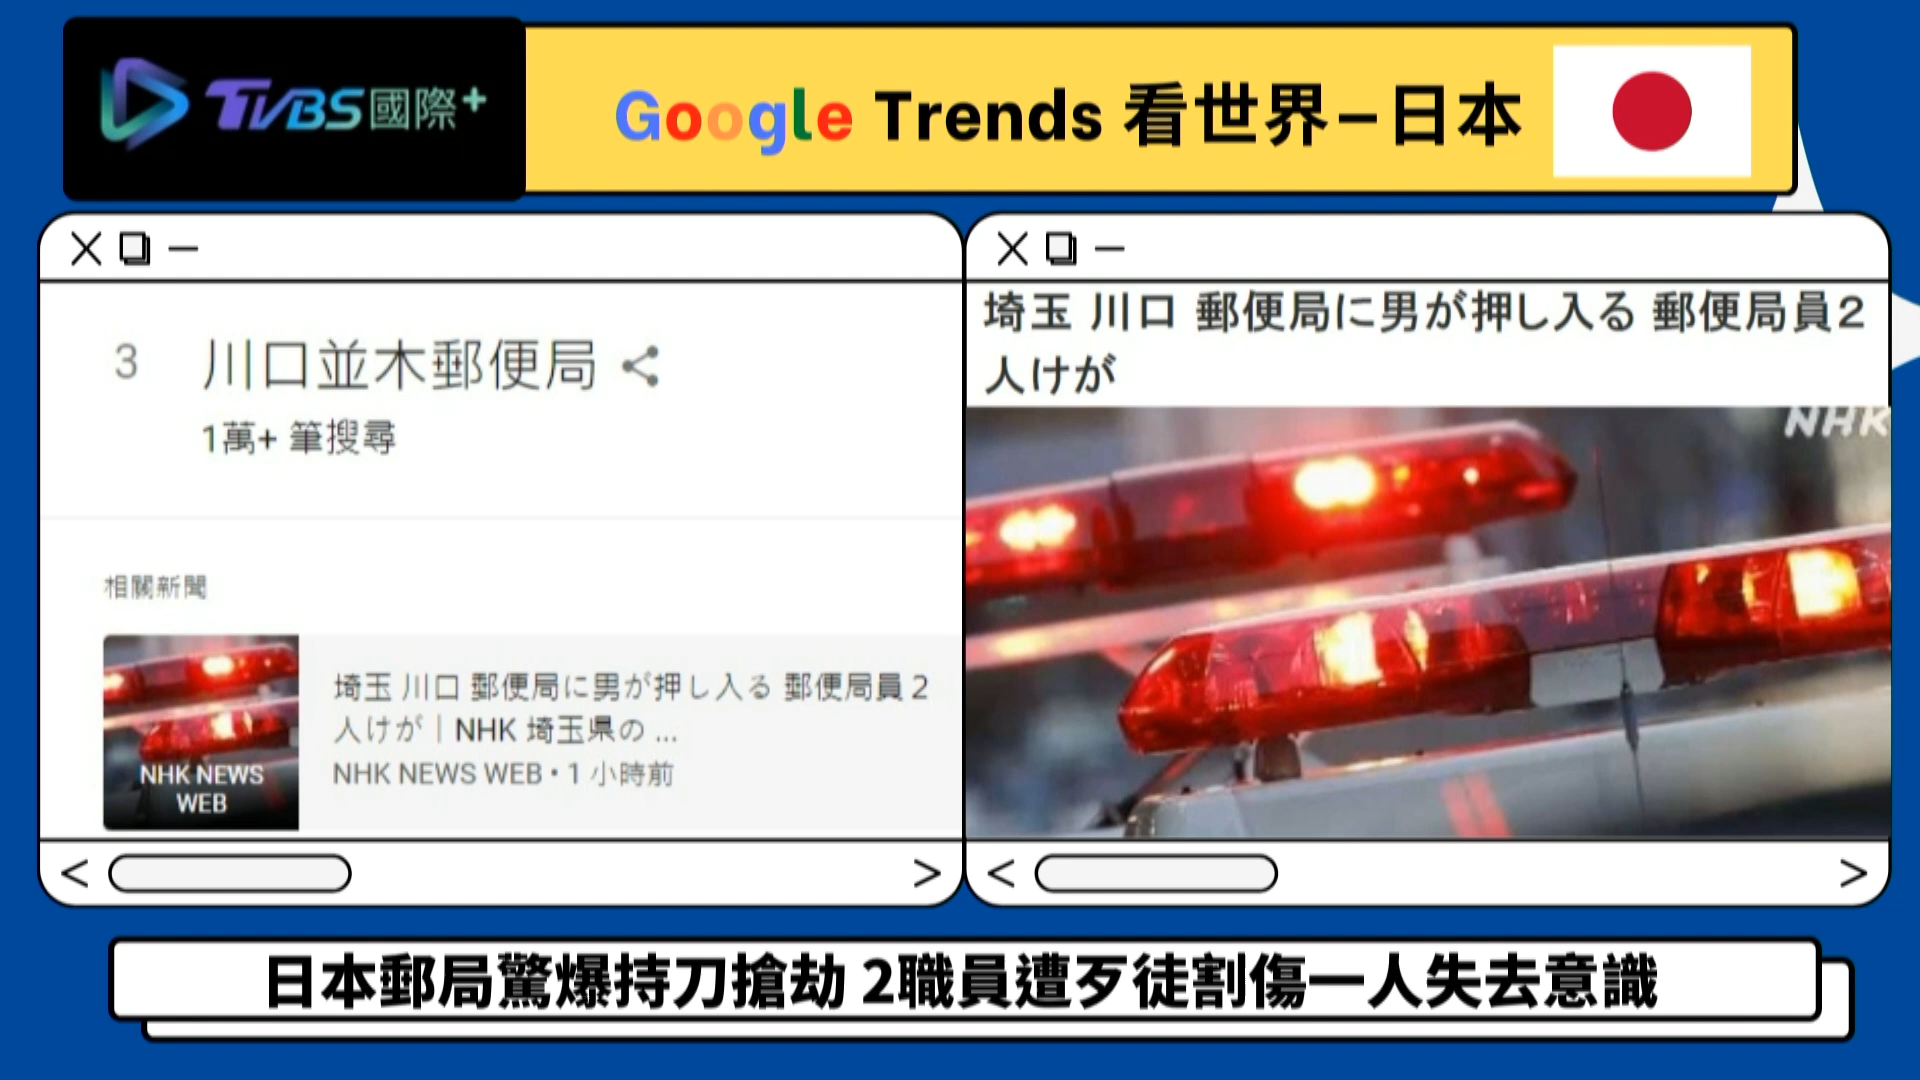 TVBS國際+
Google Trends 看世界－日本
3 川口並木郵便局
1萬+ 筆搜尋
相關新聞
NHK NEWS
WEB
埼玉 川口 郵便局に男が押し入る 郵便局員２
人けが｜NHK 埼玉県の ...
NHK NEWS WEB • 1 小時前
埼玉 川口 郵便局に男が押し入る 郵便局員２
人けが
NHK
日本郵局驚爆持刀搶劫 2職員遭歹徒割傷一人失去意識